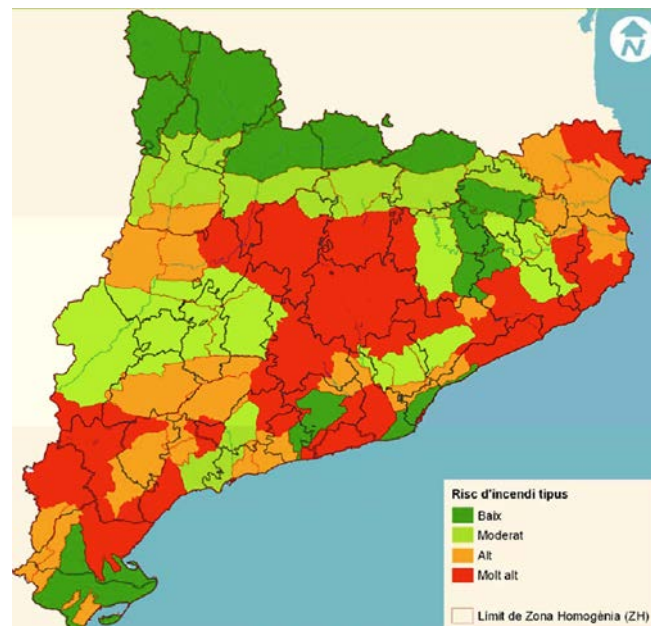 N
Risc d'incendi tipus
Baix
Moderat
Alt
Molt alt
Límit de Zona Homogènia (ZH)